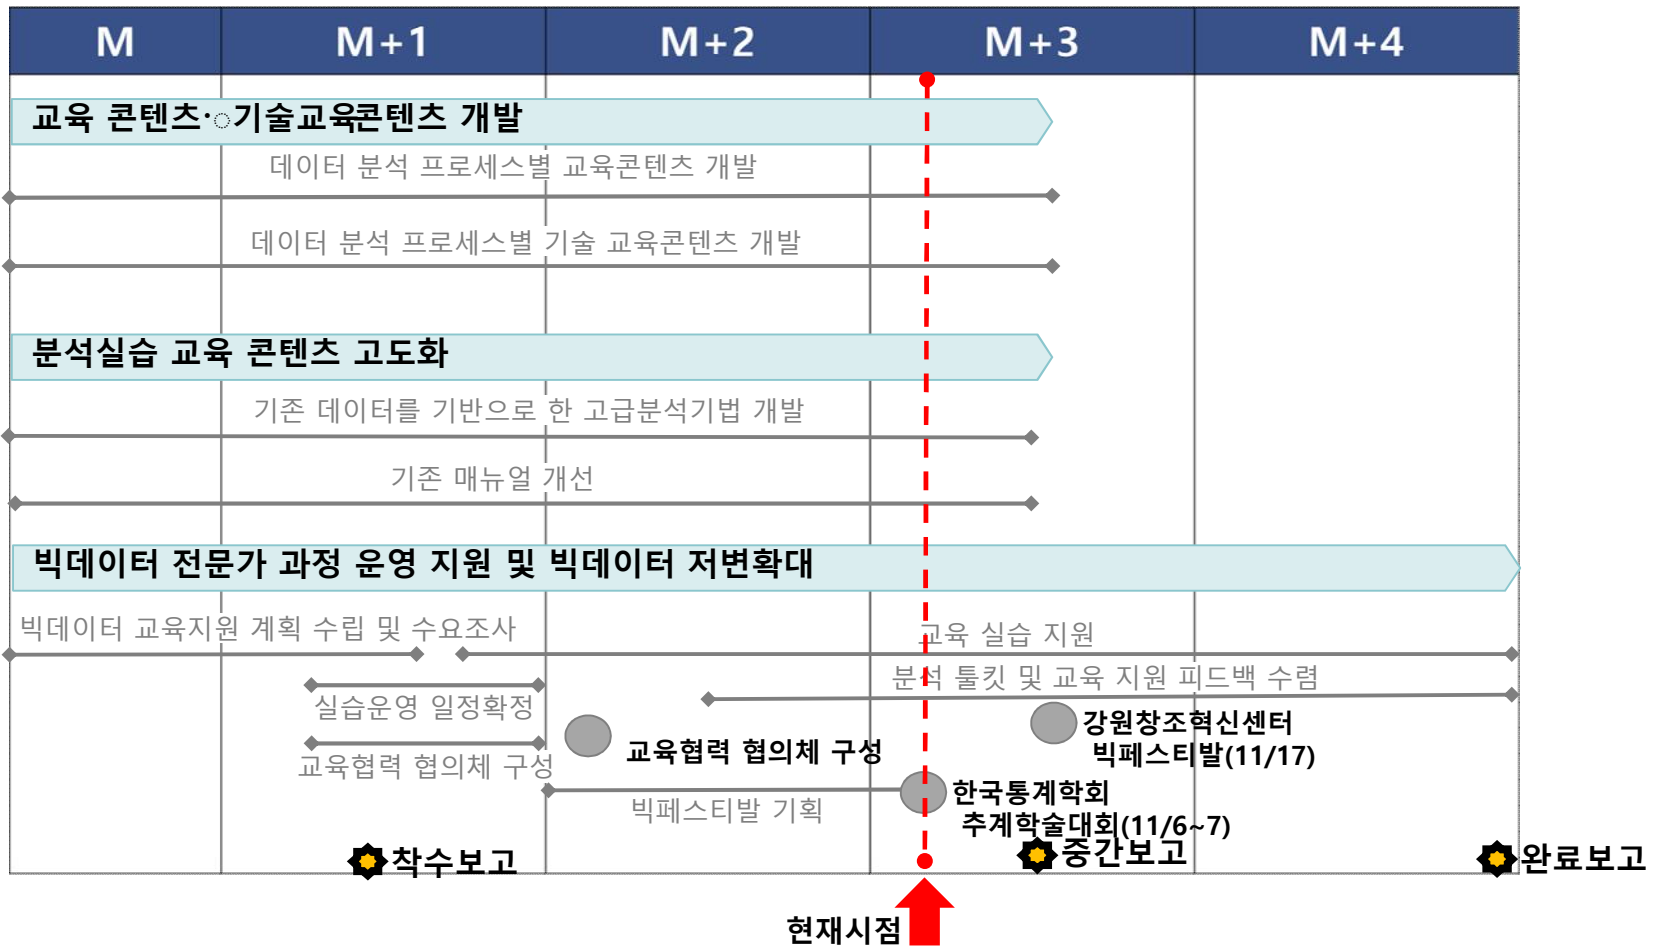 M M+1 M+2 M+3 M+4
교육 콘텐츠·기술교육콘텐츠 개발
데이터 분석 프로세스별 교육콘텐츠 개발
데이터 분석 프로세스별 기술 교육콘텐츠 개발
분석실습 교육 콘텐츠 고도화
기존 데이터를 기반으로 한 고급분석기법 개발
기존 매뉴얼 개선
빅데이터 전문가 과정 운영 지원 및 빅데이터 저변확대
빅데이터 교육지원 계획 수립 및 수요조사
교육 실습 지원
분석 툴킷 및 교육 지원 피드백 수렴
실습운영 일정확정
강원창조혁신센터
빅페스티발(11/17)
교육협력 협의체 구성
교육협력 협의체 구성
한국통계학회
추계학술대회(11/6~7)
빅페스티발 기획
착수보고
중간보고
완료보고
현재시점